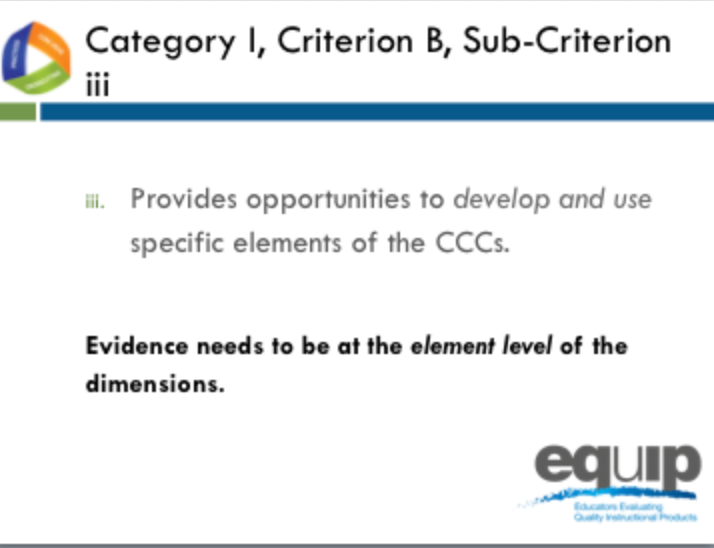 Category I, Criterion B, Sub-Criterion
iii
iii. Provides opportunities to develop and use
specific elements of the CCCs.
Evidence needs to be at the element level of the
dimensions.
equip
Educators Evaluating
Quality Instructional Products